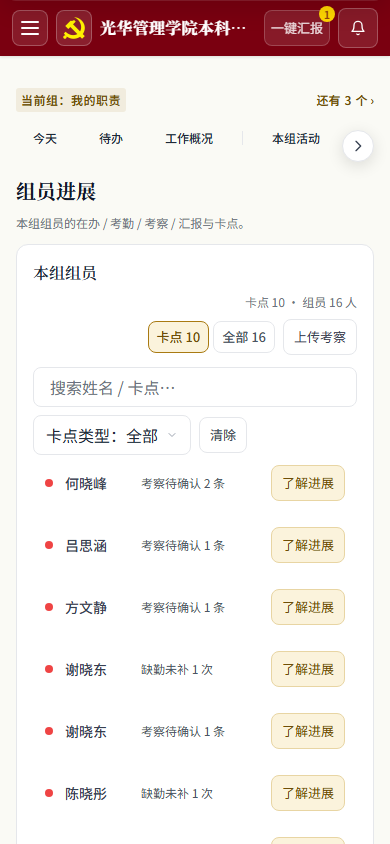 光华管理学院本科…
一键汇报
1
当前组：我的职责
还有 3 个 ›
今天 待办 工作概况 本组活动
组员进展
本组组员的在办 / 考勤 / 考察 / 汇报与卡点。
本组组员
卡点 10 · 组员 16 人
卡点 10 全部 16 上传考察
搜索姓名 / 卡点…
卡点类型：全部 清除
何晓峰 考察待确认 2 条 了解进展
吕思涵 考察待确认 1 条 了解进展
方文静 考察待确认 1 条 了解进展
谢晓东 缺勤未补 1 次 了解进展
谢晓东 考察待确认 1 条 了解进展
陈晓彤 缺勤未补 1 次 了解进展